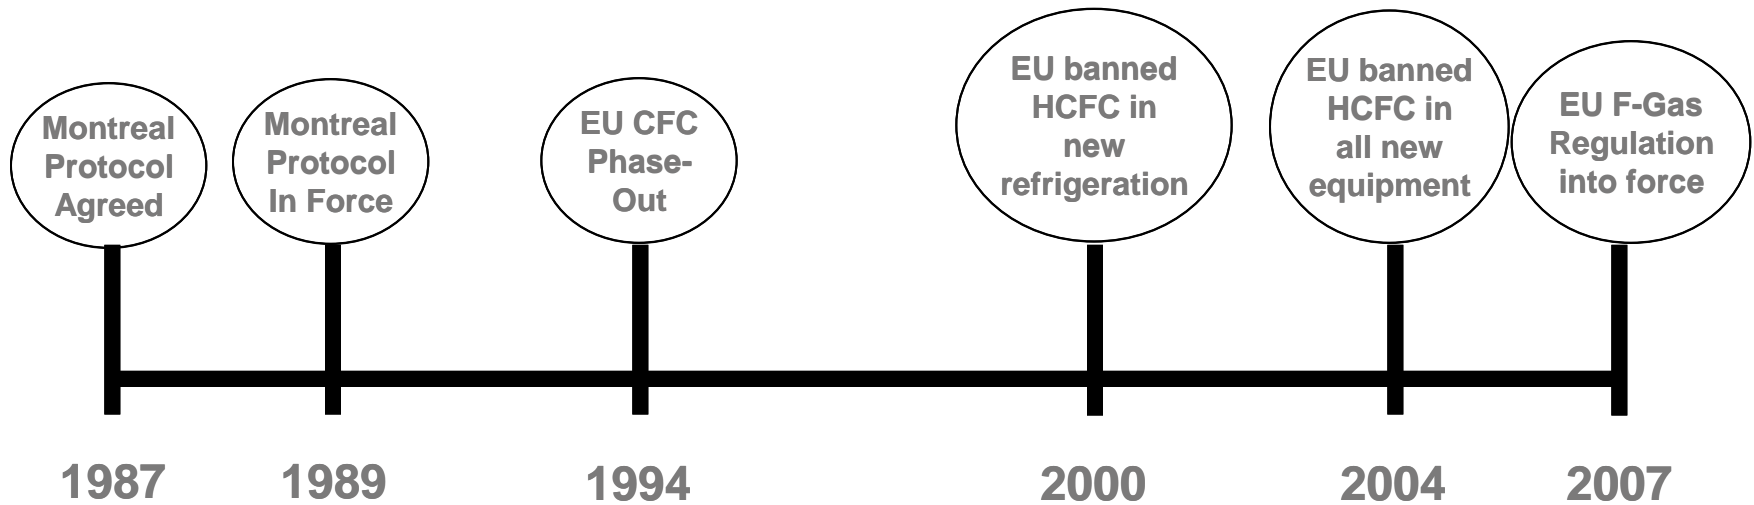 Montreal
Protocol
Agreed
Montreal
Protocol
In Force
EU CFC
Phase-
Out
EU banned
HCFC in
new
refrigeration
EU banned
HCFC in
all new
equipment
EU F-Gas
Regulation
into force
1987
1989
1994
2000
2004
2007